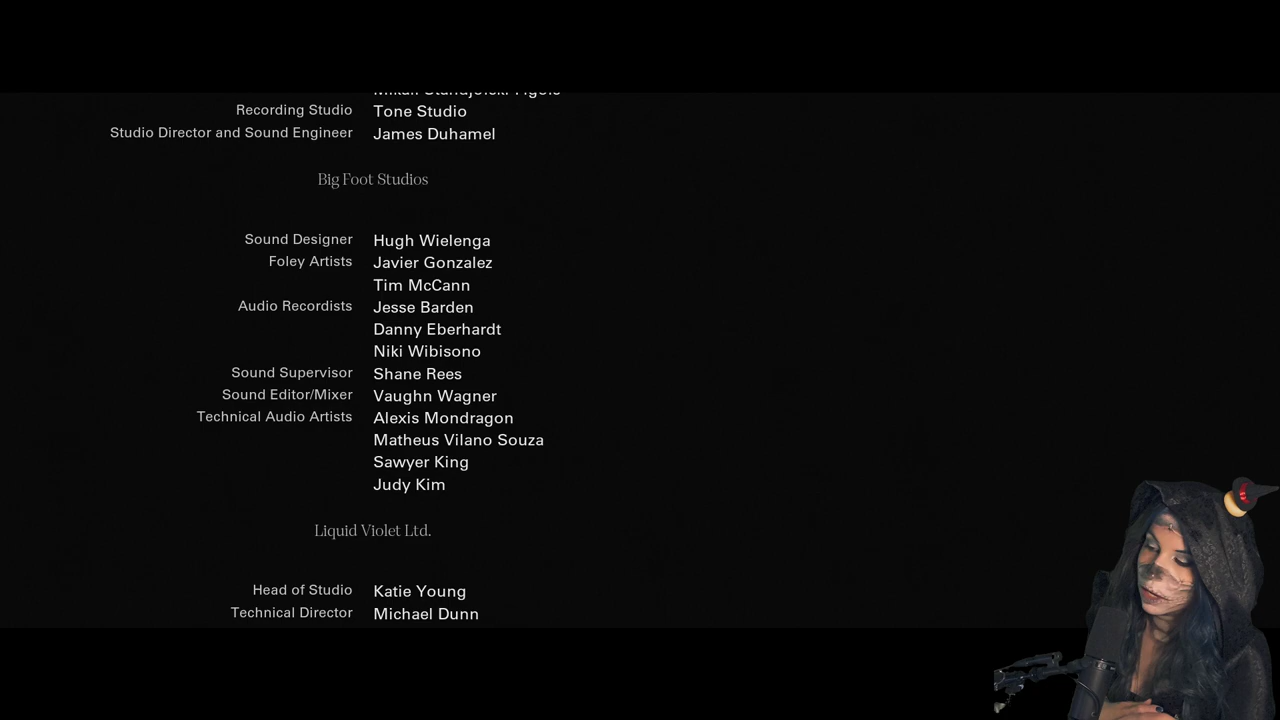 Recording Studio Tone Studio
Studio Director and Sound Engineer James Duhamel
Big Foot Studios
Sound Designer Hugh Wielenga
Foley Artists Javier Gonzalez
Tim McCann
Audio Recordists Jesse Barden
Danny Eberhardt
Niki Wibisono
Sound Supervisor Shane Rees
Sound Editor/Mixer Vaughn Wagner
Technical Audio Artists Alexis Mondragon
Matheus Vilano Souza
Sawyer King
Judy Kim
Liquid Violet Ltd.
Head of Studio Katie Young
Technical Director Michael Dunn